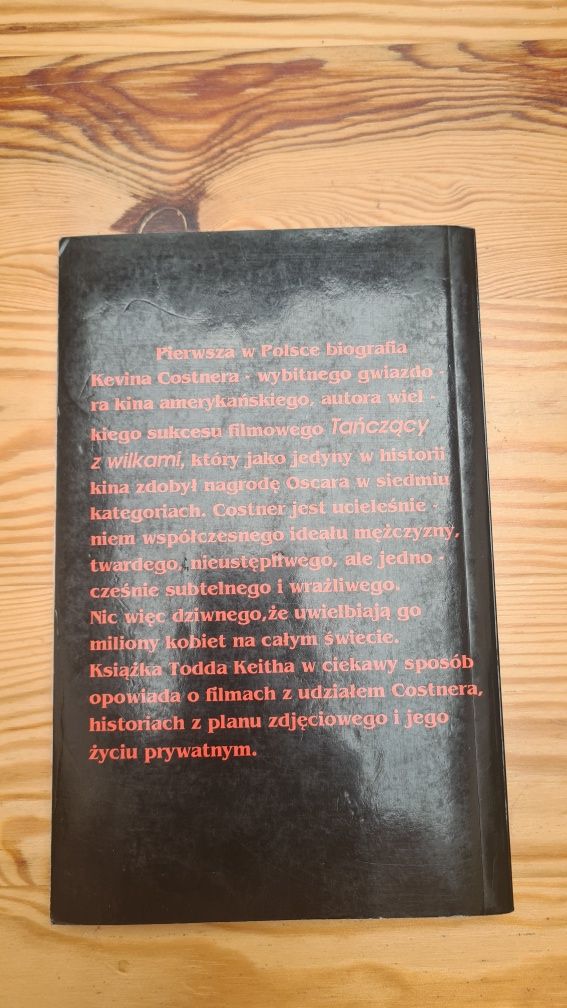 Pierwsza w Polsce biografia
Kevina Costnera - wybitnego gwiazdo -
ra kina amerykańskiego, autora wiel -
kiego sukcesu filmowego Tańczący
z wilkami, który jako jedyny w historii
kina zdobył nagrodę Oscara w siedmiu
kategoriach. Costner jest ucieleśnie -
niem współczesnego ideału mężczyzny,
twardego, nieustępliwego, ale jedno -
cześnie subtelnego i wrażliwego.
Nic więc dziwnego,że uwielbiają go
miliony kobiet na całym świecie.
Książka Todda Keitha w ciekawy sposób
opowiada o filmach z udziałem Costnera,
historiach z planu zdjęciowego i jego
życiu prywatnym.